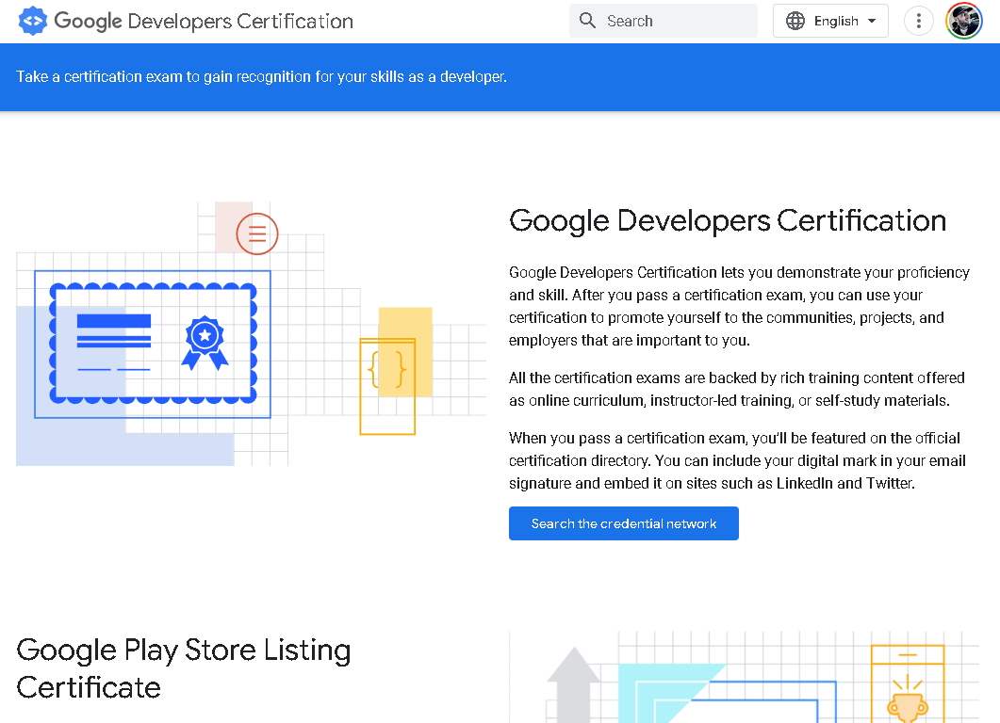 Google Developers Certification
Search
English
Take a certification exam to gain recognition for your skills as a developer.
Google Developers Certification
Google Developers Certification lets you demonstrate your proficiency
and skill. After you pass a certification exam, you can use your
certification to promote yourself to the communities, projects, and
employers that are important to you.
All the certification exams are backed by rich training content offered
as online curriculum, instructor-led training, or self-study materials.
When you pass a certification exam, you'll be featured on the official
certification directory. You can include your digital mark in your email
signature and embed it on sites such as LinkedIn and Twitter.
Search the credential network
Google Play Store Listing
Certificate